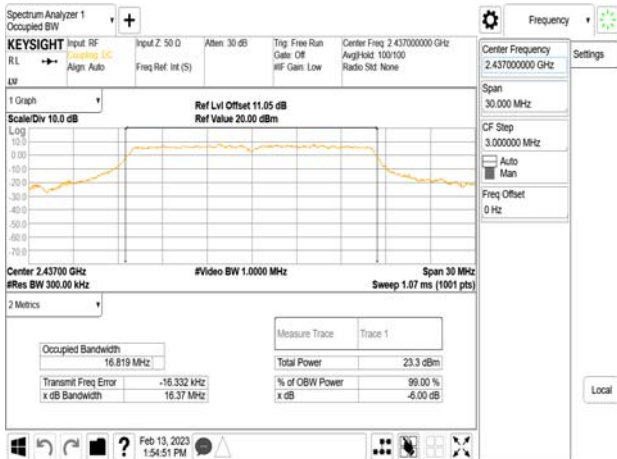 Spectrum Analyzer 1
Occupied BW
Frequency
KEYSIGHT Input: RF Input Z: 50 Ω Atten: 30 dB Trig: Free Run Center Freq: 2.437000000 GHz
RL Coupling: DC Gate: Off Avg|Hold: 100/100
Align: Auto Freq Ref: Int (S) #IF Gain: Low Radio Std: None
Center Frequency
2.437000000 GHz
Settings
Span
30.000 MHz
CF Step
3.000000 MHz
Auto
Man
Freq Offset
0 Hz
Local
1 Graph
Ref Lvl Offset 11.05 dB
Scale/Div 10.0 dB Ref Value 20.00 dBm
Log
10.0
0.00
-10.0
-20.0
-30.0
-40.0
-50.0
-60.0
-70.0
Center 2.43700 GHz #Video BW 1.0000 MHz Span 30 MHz
#Res BW 300.00 kHz Sweep 1.07 ms (1001 pts)
2 Metrics
Measure Trace Trace 1
Occupied Bandwidth
16.819 MHz Total Power 23.3 dBm
Transmit Freq Error -16.332 kHz % of OBW Power 99.00 %
x dB Bandwidth 16.37 MHz x dB -6.00 dB
Feb 13, 2023
1:54:51 PM